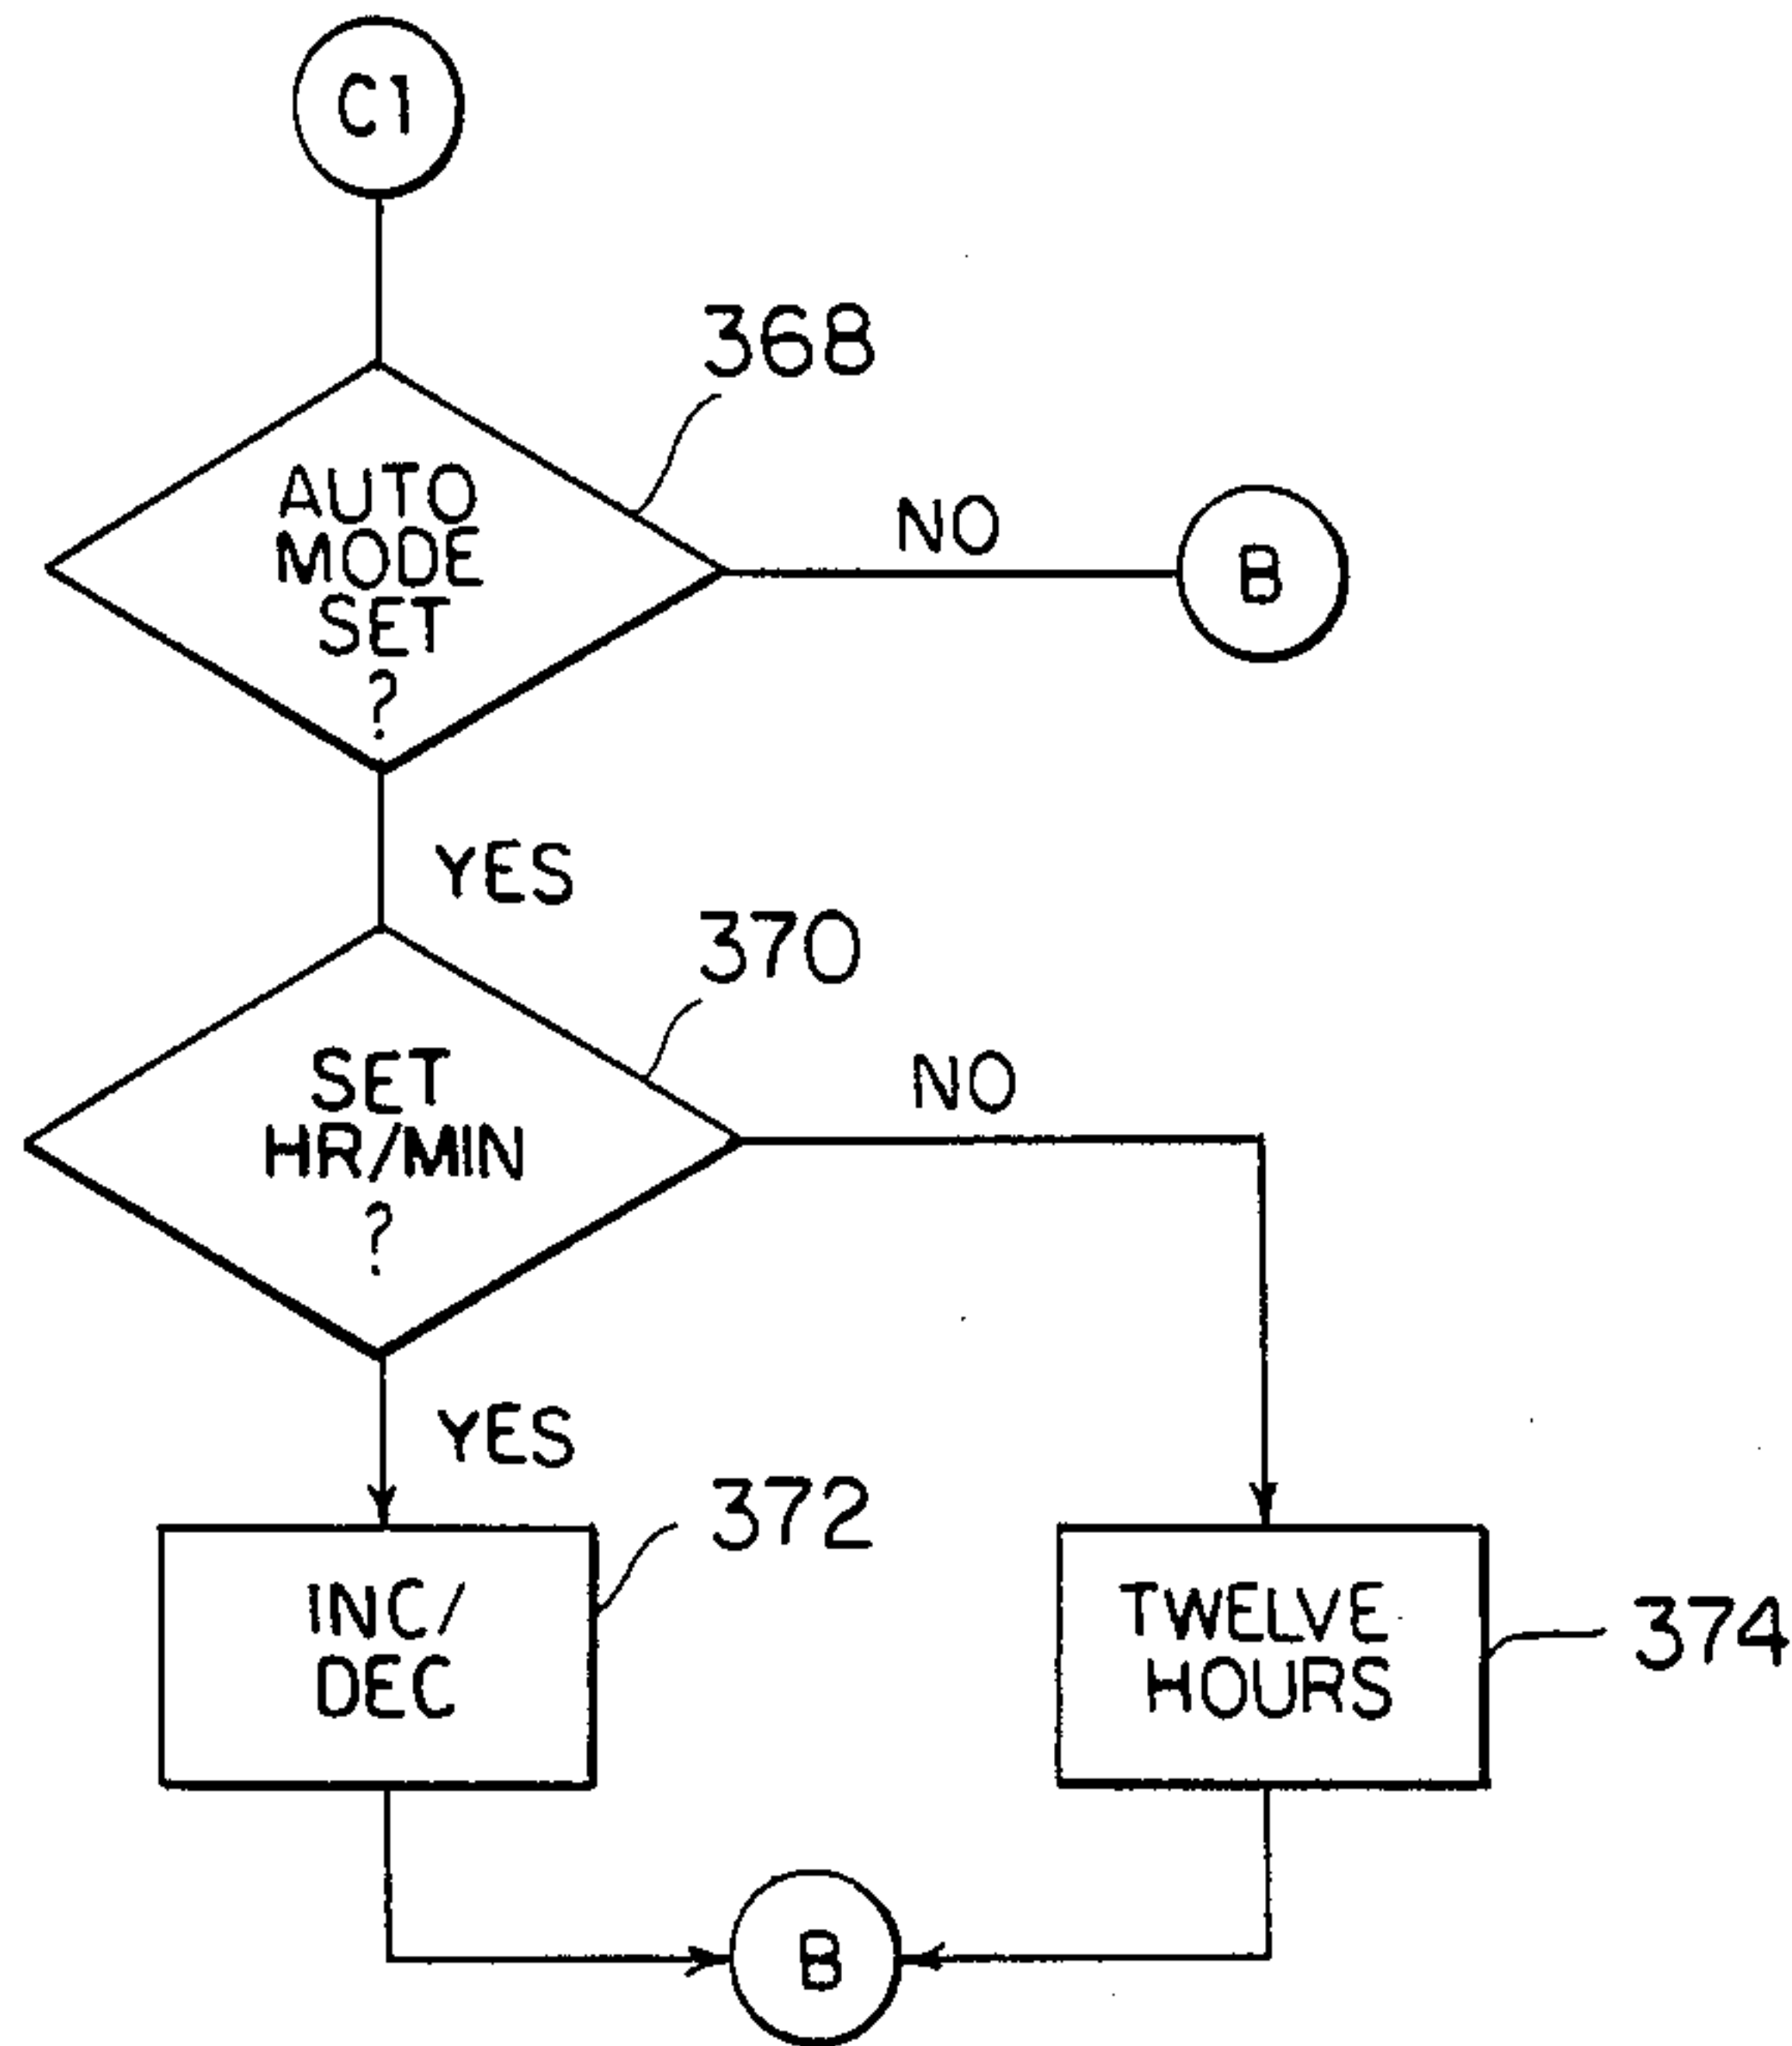 C1
368
AUTO
MODE
SET
?
NO
B
YES
370
SET
HR/MIN
?
NO
YES
372
INC/
DEC
TWELVE
HOURS
374
B